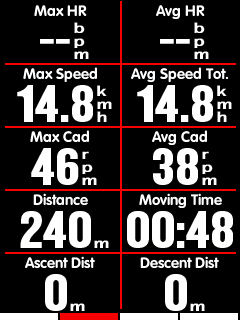 Max HR Avg HR
-- bpm -- bpm
Max Speed Avg Speed Tot.
14.8 kmh 14.8 kmh
Max Cad Avg Cad
46 rpm 38 rpm
Distance Moving Time
240 m 00:48
Ascent Dist Descent Dist
0 m 0 m